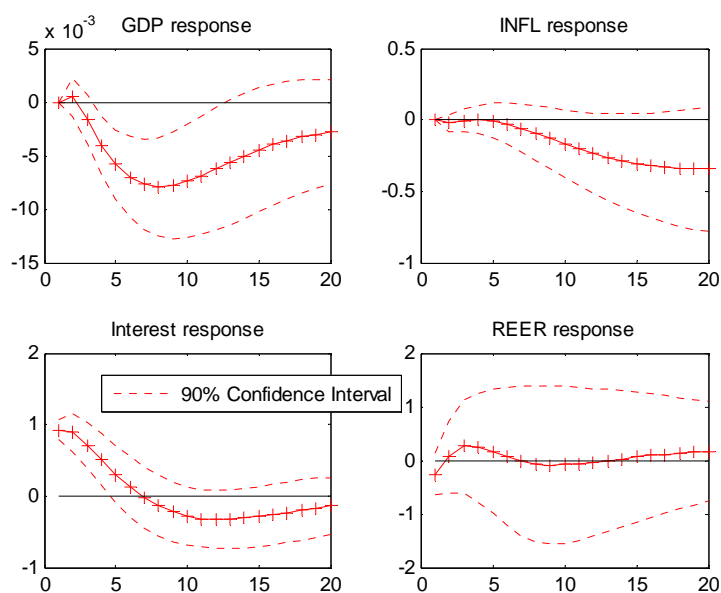 x 10⁻³
GDP response
INFL response
5
0
-5
-10
-15
0 5 10 15 20
0.5
0
-0.5
-1
0 5 10 15 20
Interest response
REER response
2
1
0
-1
0 5 10 15 20
90% Confidence Interval
2
1
0
-1
-2
0 5 10 15 20